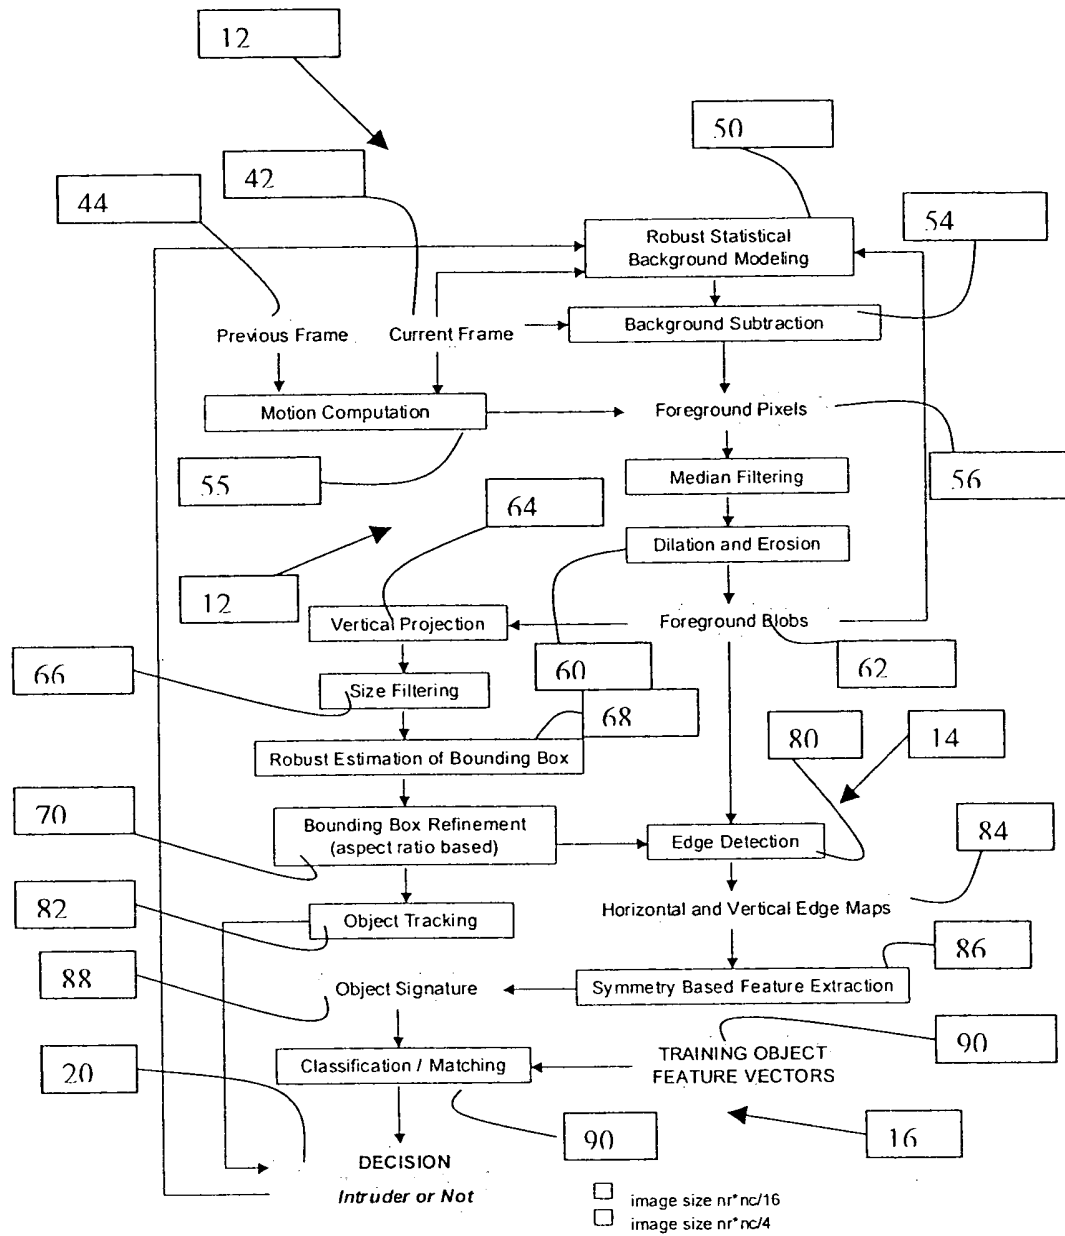 12
50
42
44
54
Robust Statistical
Background Modeling
Previous Frame
Current Frame
Background Subtraction
Motion Computation
Foreground Pixels
55
64
Median Filtering
56
12
Dilation and Erosion
Vertical Projection
Foreground Blobs
66
Size Filtering
60
62
68
80
14
Robust Estimation of Bounding Box
70
Bounding Box Refinement
(aspect ratio based)
Edge Detection
84
82
Object Tracking
Horizontal and Vertical Edge Maps
86
88
Object Signature
Symmetry Based Feature Extraction
90
20
Classification / Matching
TRAINING OBJECT
FEATURE VECTORS
90
16
DECISION
Intruder or Not
image size nr*nc/16
image size nr*nc/4